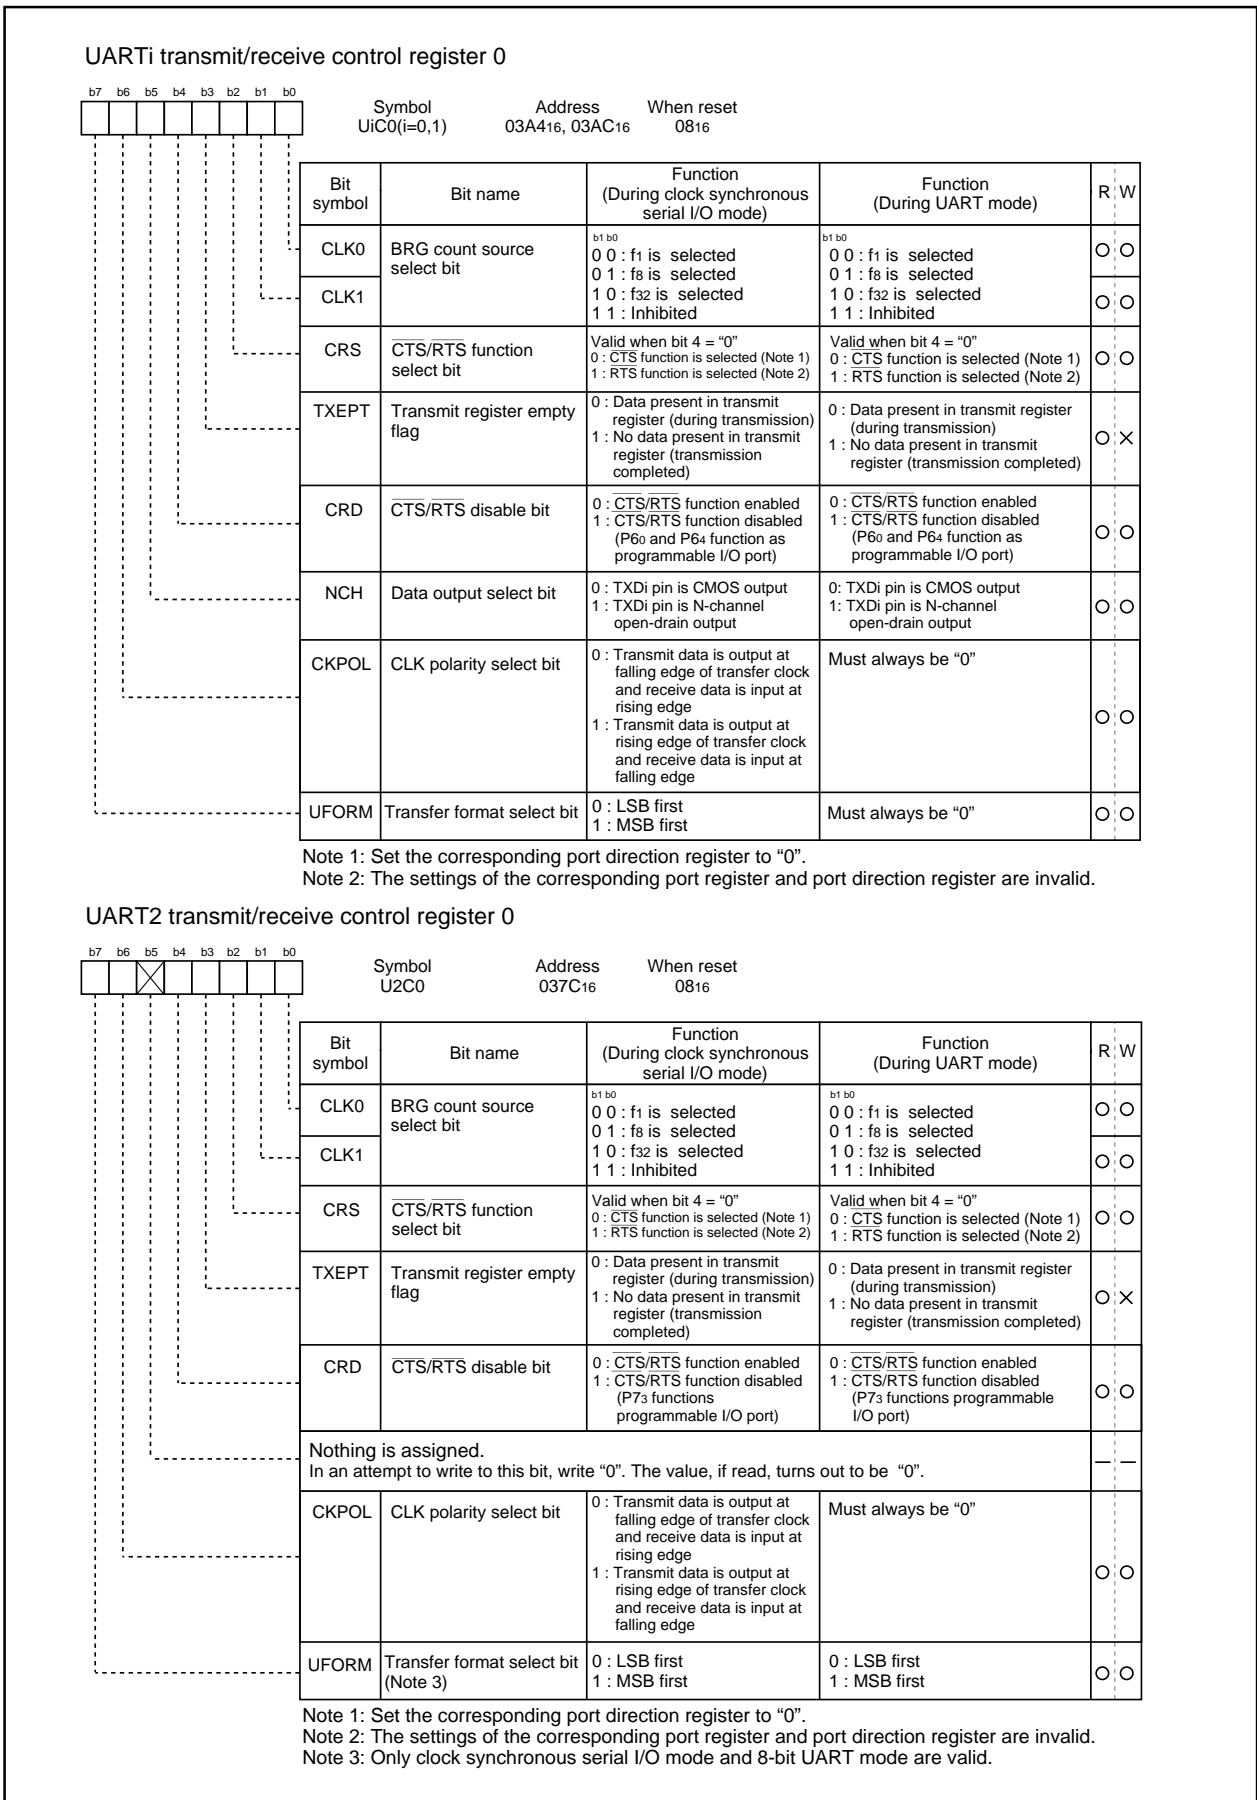 UARTi transmit/receive control register 0
b7 b6 b5 b4 b3 b2 b1 b0
Symbol Address When reset
UiC0(i=0,1) 03A416, 03AC16 0816
Bit symbol Bit name Function (During clock synchronous serial I/O mode) Function (During UART mode) R W
CLK0 BRG count source select bit
b1 b0
0 0 : f1 is selected
0 1 : f8 is selected
1 0 : f32 is selected
1 1 : Inhibited
b1 b0
0 0 : f1 is selected
0 1 : f8 is selected
1 0 : f32 is selected
1 1 : Inhibited
CLK1
CRS CTS/RTS function select bit
Valid when bit 4 = “0”
0 : CTS function is selected (Note 1)
1 : RTS function is selected (Note 2)
Valid when bit 4 = “0”
0 : CTS function is selected (Note 1)
1 : RTS function is selected (Note 2)
TXEPT Transmit register empty flag
0 : Data present in transmit
register (during transmission)
1 : No data present in transmit
register (transmission
completed)
0 : Data present in transmit register
(during transmission)
1 : No data present in transmit
register (transmission completed)
CRD CTS/RTS disable bit
0 : CTS/RTS function enabled
1 : CTS/RTS function disabled
(P60 and P64 function as
programmable I/O port)
0 : CTS/RTS function enabled
1 : CTS/RTS function disabled
(P60 and P64 function as
programmable I/O port)
NCH Data output select bit
0 : TXDi pin is CMOS output
1 : TXDi pin is N-channel
open-drain output
0: TXDi pin is CMOS output
1: TXDi pin is N-channel
open-drain output
CKPOL CLK polarity select bit
0 : Transmit data is output at
falling edge of transfer clock
and receive data is input at
rising edge
1 : Transmit data is output at
rising edge of transfer clock
and receive data is input at
falling edge
Must always be “0”
UFORM Transfer format select bit
0 : LSB first
1 : MSB first
Must always be “0”
Note 1: Set the corresponding port direction register to “0”.
Note 2: The settings of the corresponding port register and port direction register are invalid.
UART2 transmit/receive control register 0
b7 b6 b5 b4 b3 b2 b1 b0
Symbol Address When reset
U2C0 037C16 0816
Bit symbol Bit name Function (During clock synchronous serial I/O mode) Function (During UART mode) R W
CLK0 BRG count source select bit
b1 b0
0 0 : f1 is selected
0 1 : f8 is selected
1 0 : f32 is selected
1 1 : Inhibited
b1 b0
0 0 : f1 is selected
0 1 : f8 is selected
1 0 : f32 is selected
1 1 : Inhibited
CLK1
CRS CTS/RTS function select bit
Valid when bit 4 = “0”
0 : CTS function is selected (Note 1)
1 : RTS function is selected (Note 2)
Valid when bit 4 = “0”
0 : CTS function is selected (Note 1)
1 : RTS function is selected (Note 2)
TXEPT Transmit register empty flag
0 : Data present in transmit
register (during transmission)
1 : No data present in transmit
register (transmission
completed)
0 : Data present in transmit register
(during transmission)
1 : No data present in transmit
register (transmission completed)
CRD CTS/RTS disable bit
0 : CTS/RTS function enabled
1 : CTS/RTS function disabled
(P73 functions
programmable I/O port)
0 : CTS/RTS function enabled
1 : CTS/RTS function disabled
(P73 functions programmable
I/O port)
Nothing is assigned.
In an attempt to write to this bit, write “0”. The value, if read, turns out to be “0”.
CKPOL CLK polarity select bit
0 : Transmit data is output at
falling edge of transfer clock
and receive data is input at
rising edge
1 : Transmit data is output at
rising edge of transfer clock
and receive data is input at
falling edge
Must always be “0”
UFORM Transfer format select bit (Note 3)
0 : LSB first
1 : MSB first
0 : LSB first
1 : MSB first
Note 1: Set the corresponding port direction register to “0”.
Note 2: The settings of the corresponding port register and port direction register are invalid.
Note 3: Only clock synchronous serial I/O mode and 8-bit UART mode are valid.